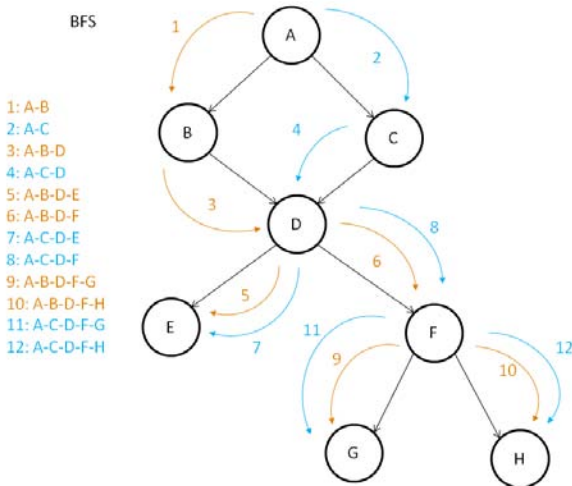 BFS
1: A-B
2: A-C
3: A-B-D
4: A-C-D
5: A-B-D-E
6: A-B-D-F
7: A-C-D-E
8: A-C-D-F
9: A-B-D-F-G
10: A-B-D-F-H
11: A-C-D-F-G
12: A-C-D-F-H
1
A
2
B
4
C
3
D
8
6
5
E
7
11
F
12
9
10
G
H